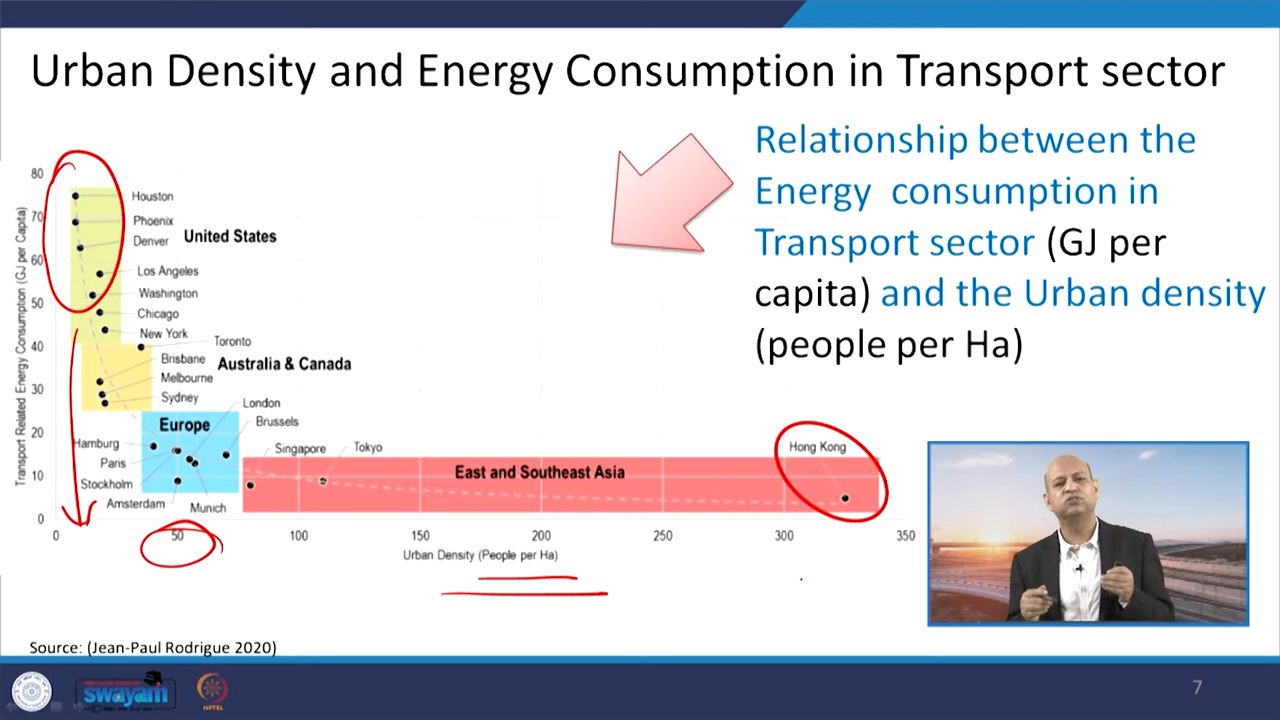 Urban Density and Energy Consumption in Transport sector
Relationship between the
Energy consumption in
Transport sector (GJ per
capita) and the Urban density
(people per Ha)
Transport Related Energy Consumption (GJ per Capita)
80
70
60
50
40
30
20
10
0
Houston
Phoenix
Denver
United States
Los Angeles
Washington
Chicago
New York
Toronto
Brisbane
Australia & Canada
Melbourne
Sydney
London
Europe
Brussels
Hamburg
Singapore
Tokyo
Hong Kong
Paris
East and Southeast Asia
Stockholm
Amsterdam
Munich
0 50 100 150 200 250 300 350
Urban Density (People per Ha)
Source: (Jean-Paul Rodrigue 2020)
swayam
NPTEL
7